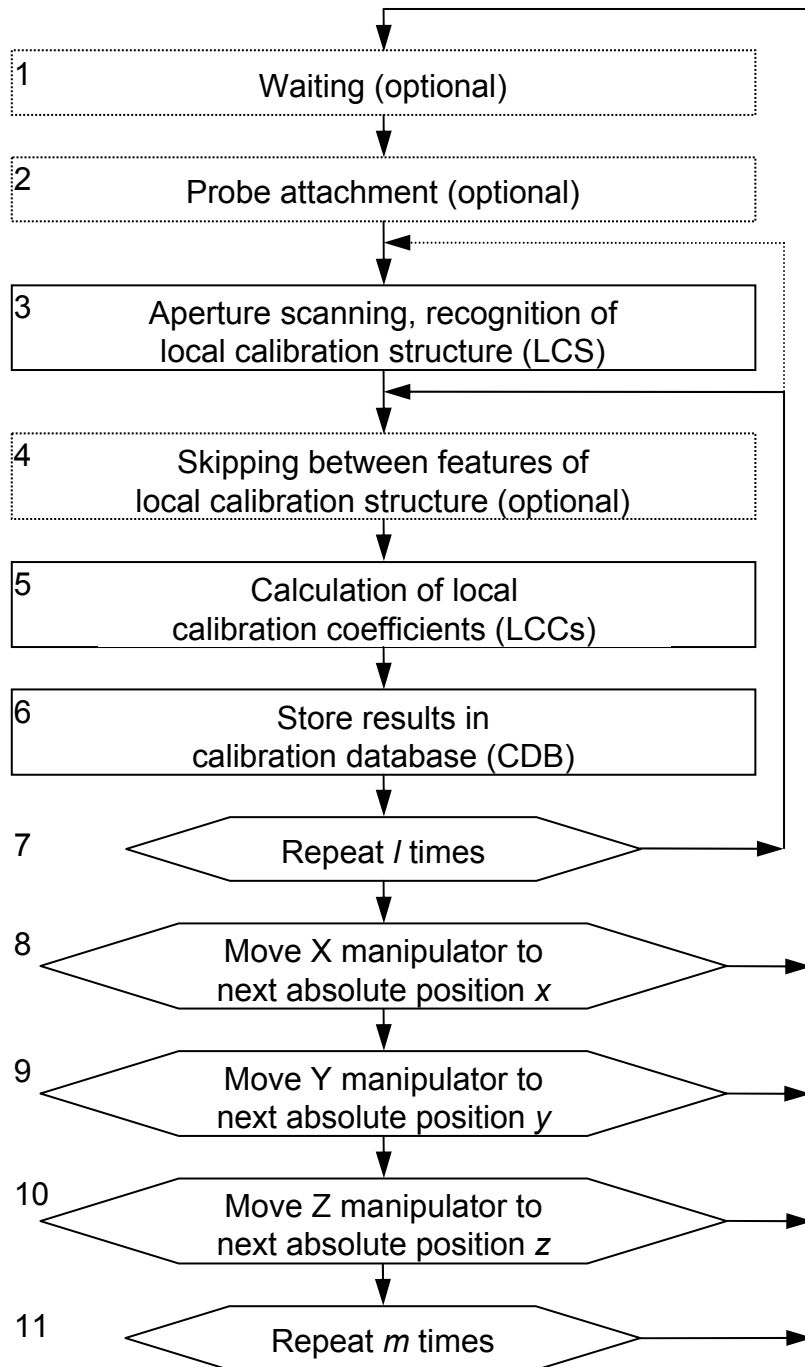 1
Waiting (optional)
2
Probe attachment (optional)
3
Aperture scanning, recognition of
local calibration structure (LCS)
4
Skipping between features of
local calibration structure (optional)
5
Calculation of local
calibration coefficients (LCCs)
6
Store results in
calibration database (CDB)
7
Repeat l times
8
Move X manipulator to
next absolute position x
9
Move Y manipulator to
next absolute position y
10
Move Z manipulator to
next absolute position z
11
Repeat m times